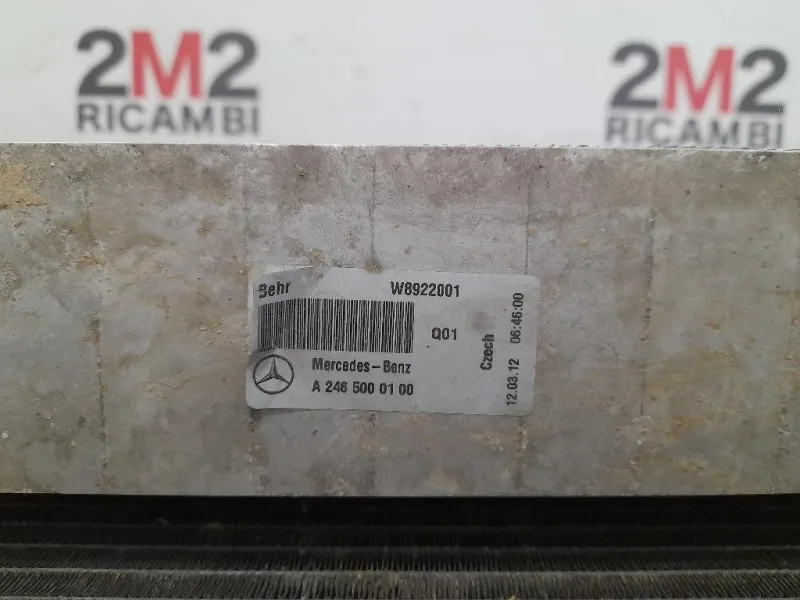 2M2
RICAMBI
2M2
RICAMBI
Behr W8922001
Q01
Mercedes-Benz
A 246 500 01 00
Czech
12.03.12 06:46:00